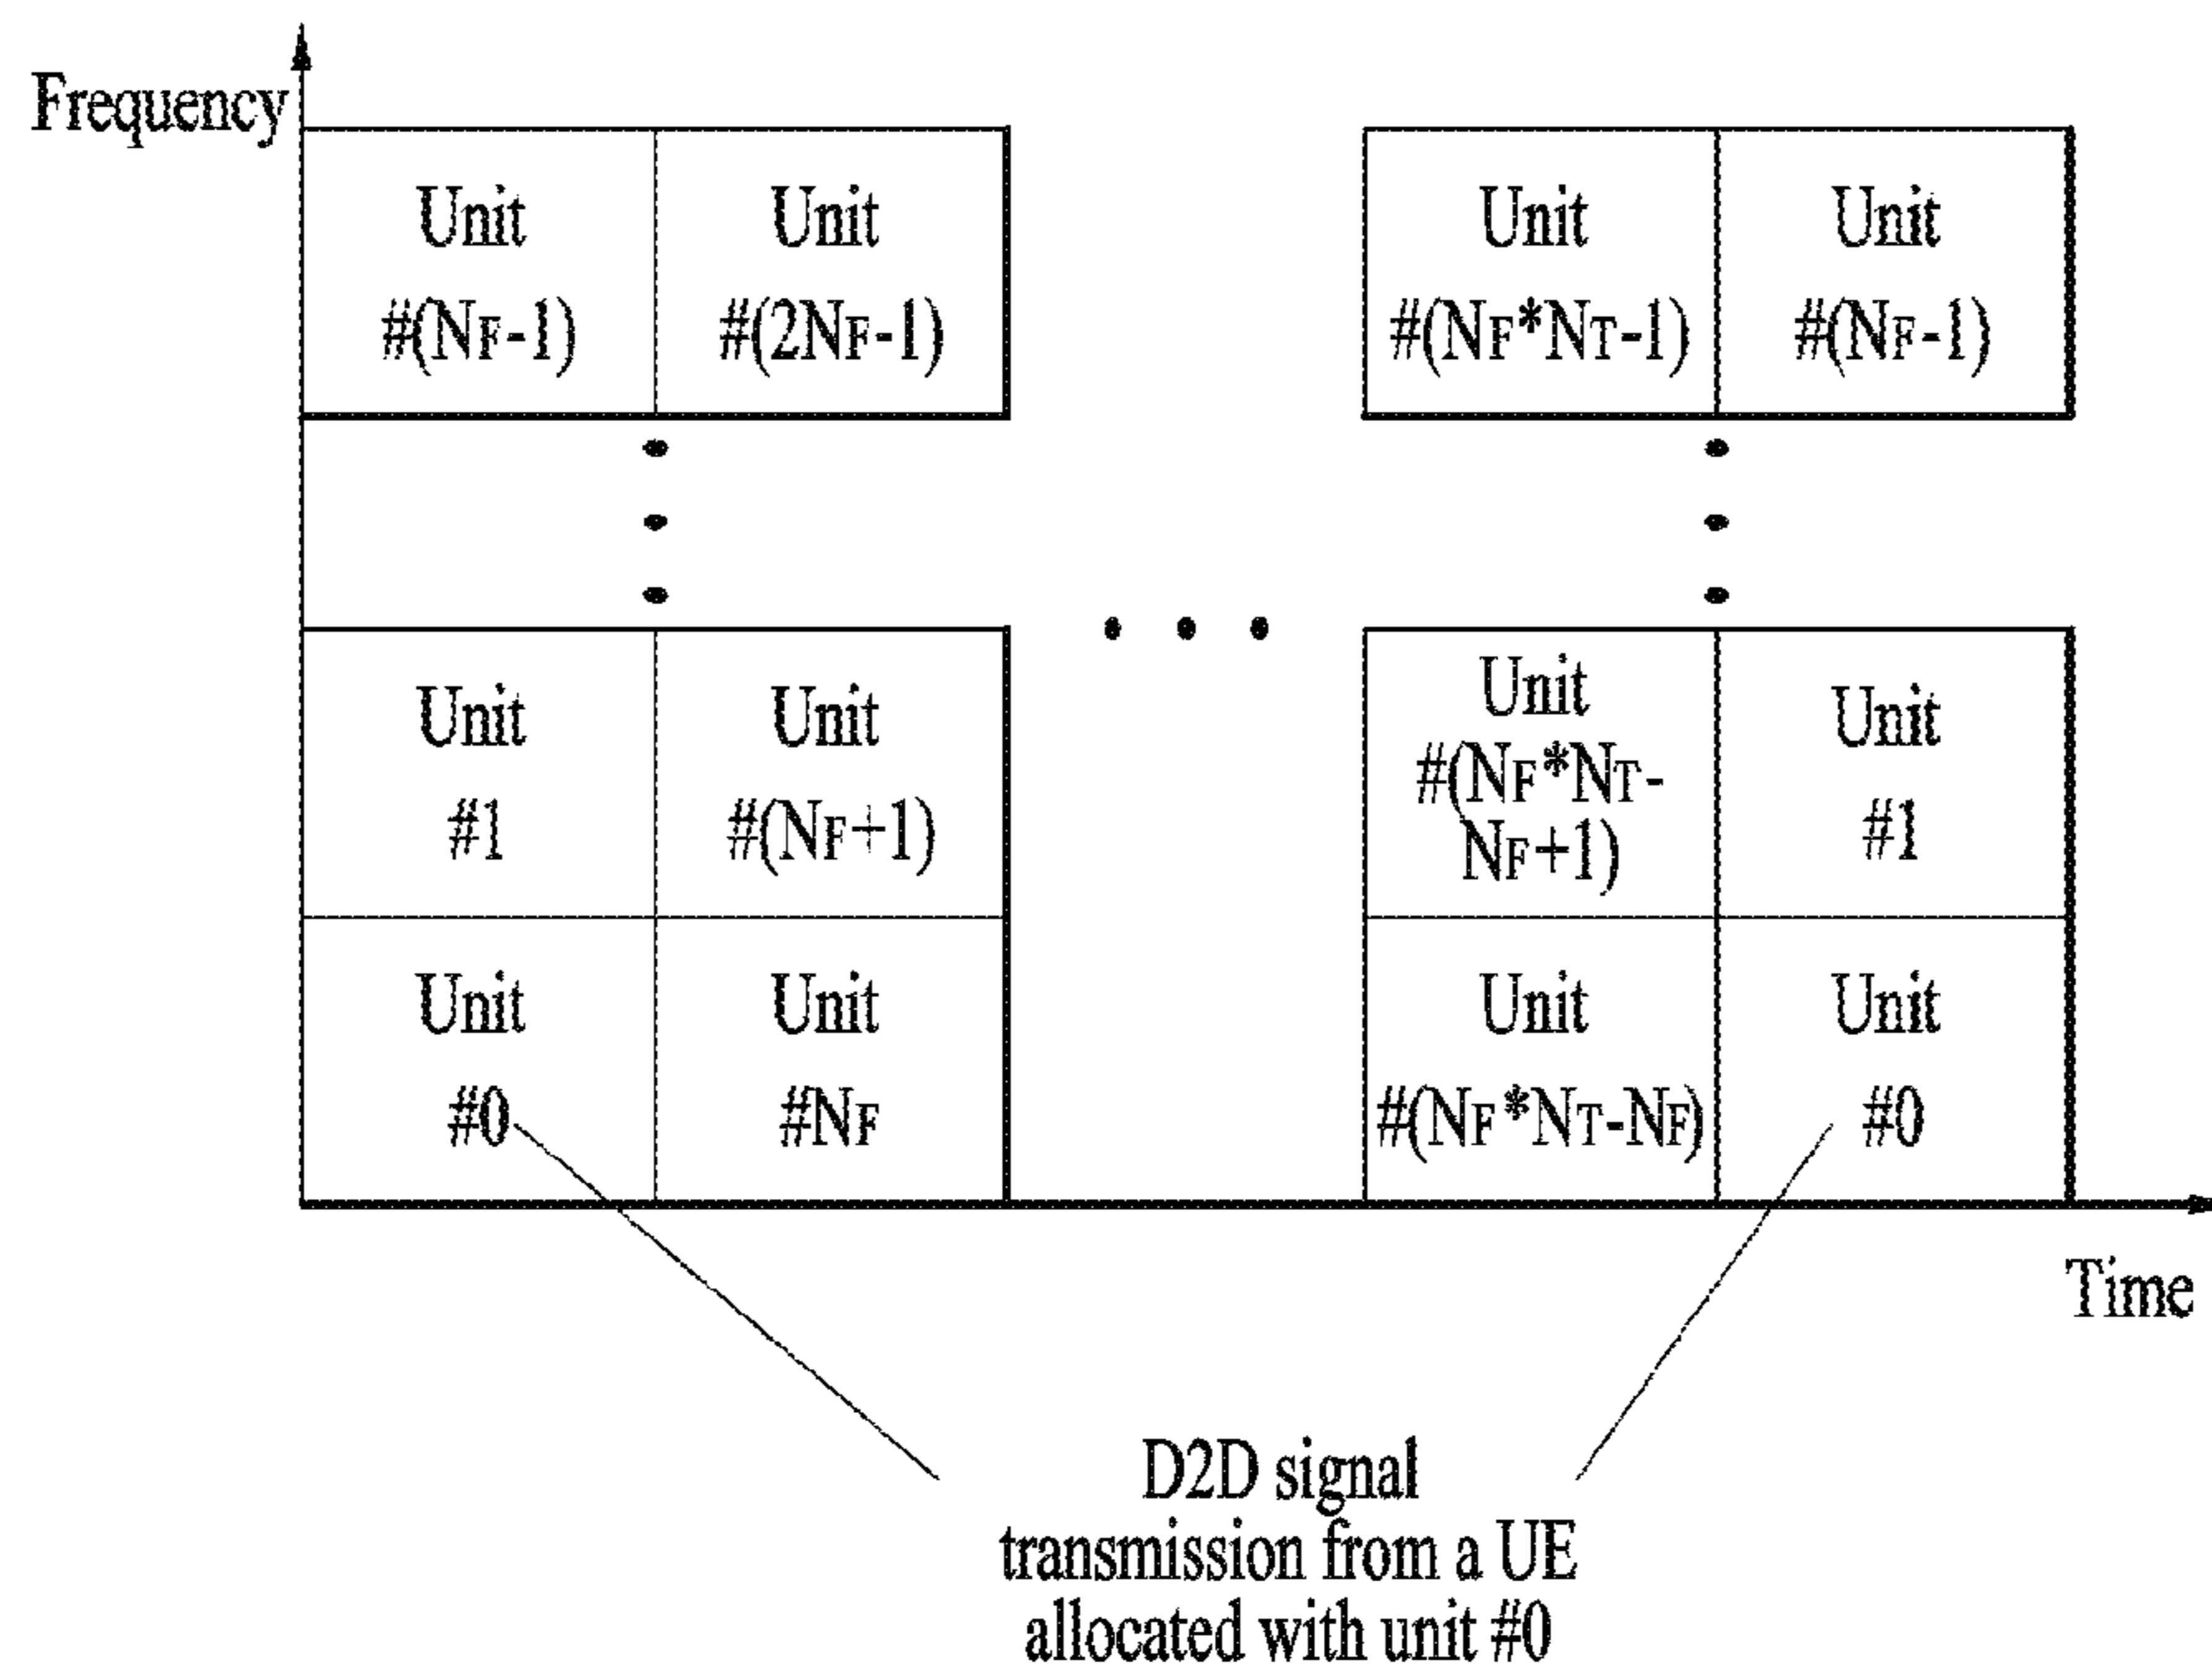 Frequency
Unit
#(NF-1)
Unit
#(2NF-1)
Unit
#(NF*NT-1)
Unit
#(NF-1)
Unit
#1
Unit
#(NF+1)
Unit
#(NF*NT-
NF+1)
Unit
#1
Unit
#0
Unit
#NF
Unit
#(NF*NT-NF)
Unit
#0
Time
D2D signal
transmission from a UE
allocated with unit #0